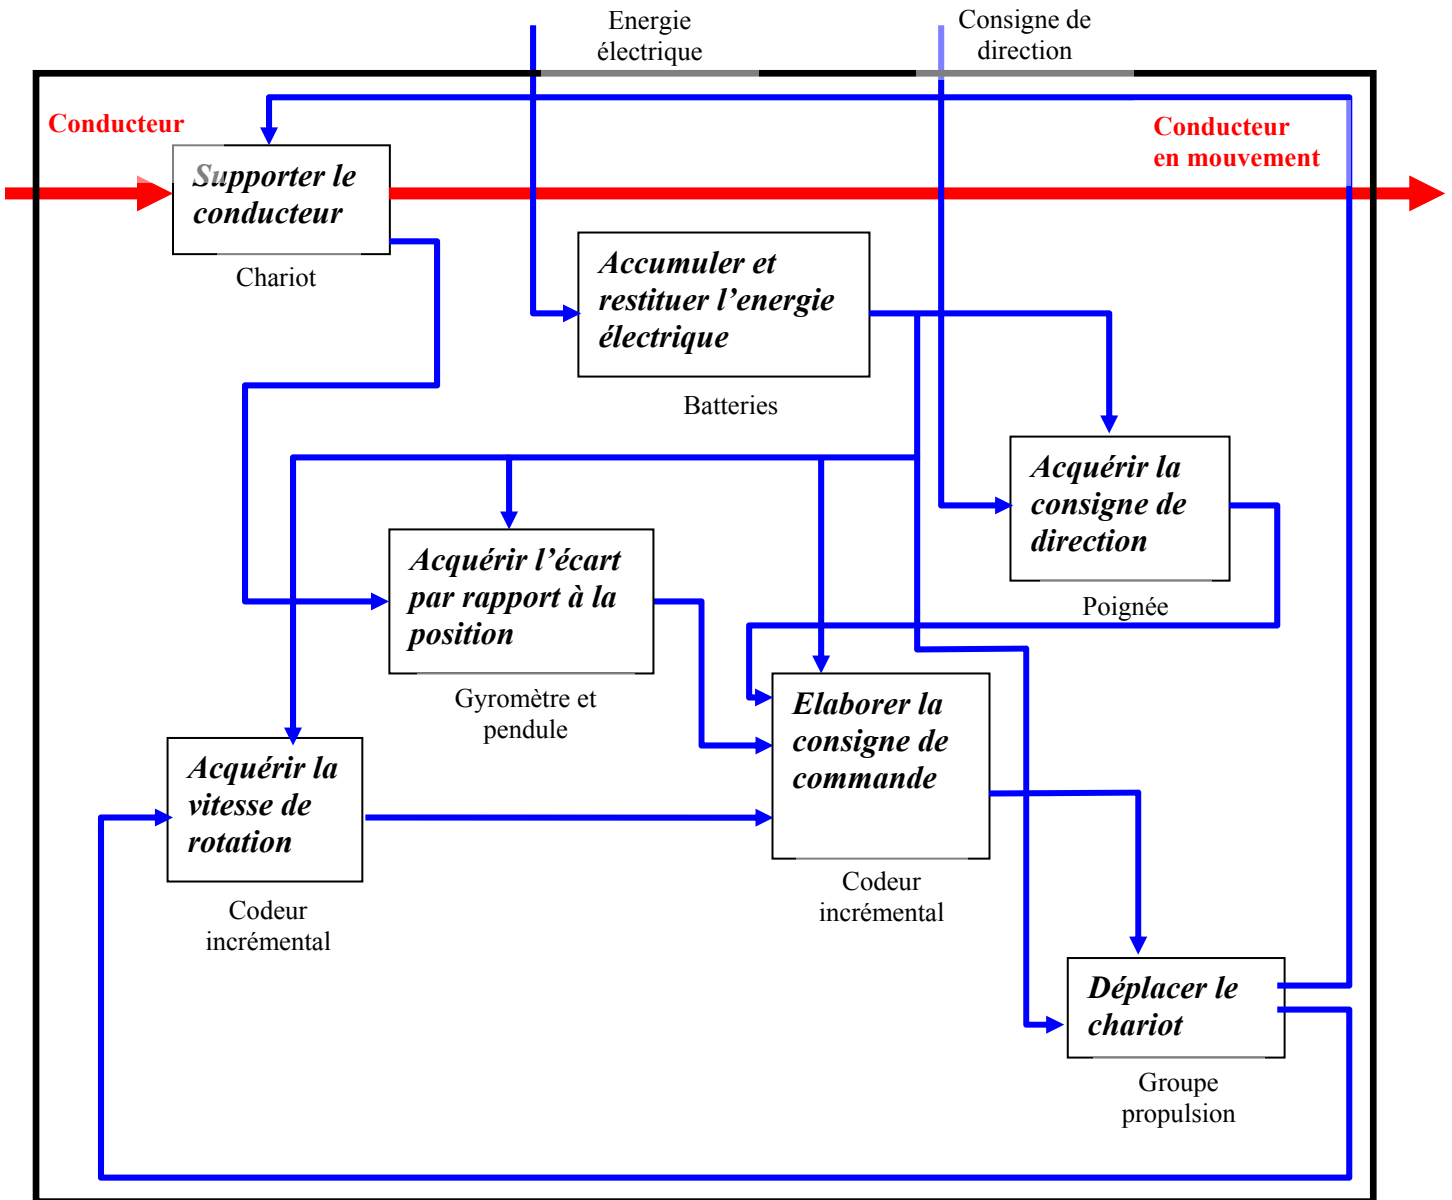 Energie
électrique
Consigne de
direction
Conducteur
Conducteur
en mouvement
Supporter le
conducteur
Chariot
Accumuler et
restituer l’energie
électrique
Batteries
Acquérir la
consigne de
direction
Poignée
Acquérir l’écart
par rapport à la
position
Gyromètre et
pendule
Elaborer la
consigne de
commande
Codeur
incrémental
Acquérir la
vitesse de
rotation
Codeur
incrémental
Déplacer le
chariot
Groupe
propulsion